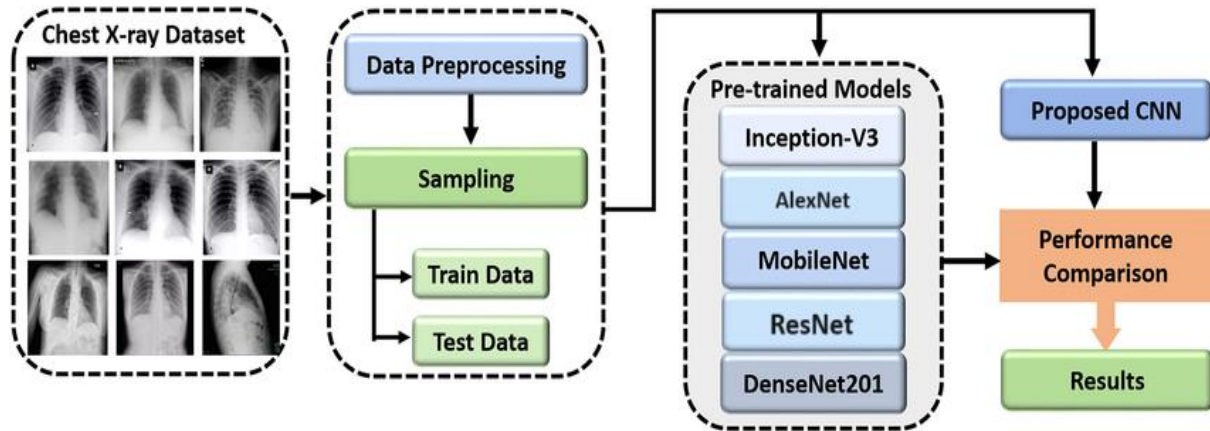 Chest X-ray Dataset
Data Preprocessing
Sampling
Train Data
Test Data
Pre-trained Models
Inception-V3
AlexNet
MobileNet
ResNet
DenseNet201
Proposed CNN
Performance
Comparison
Results